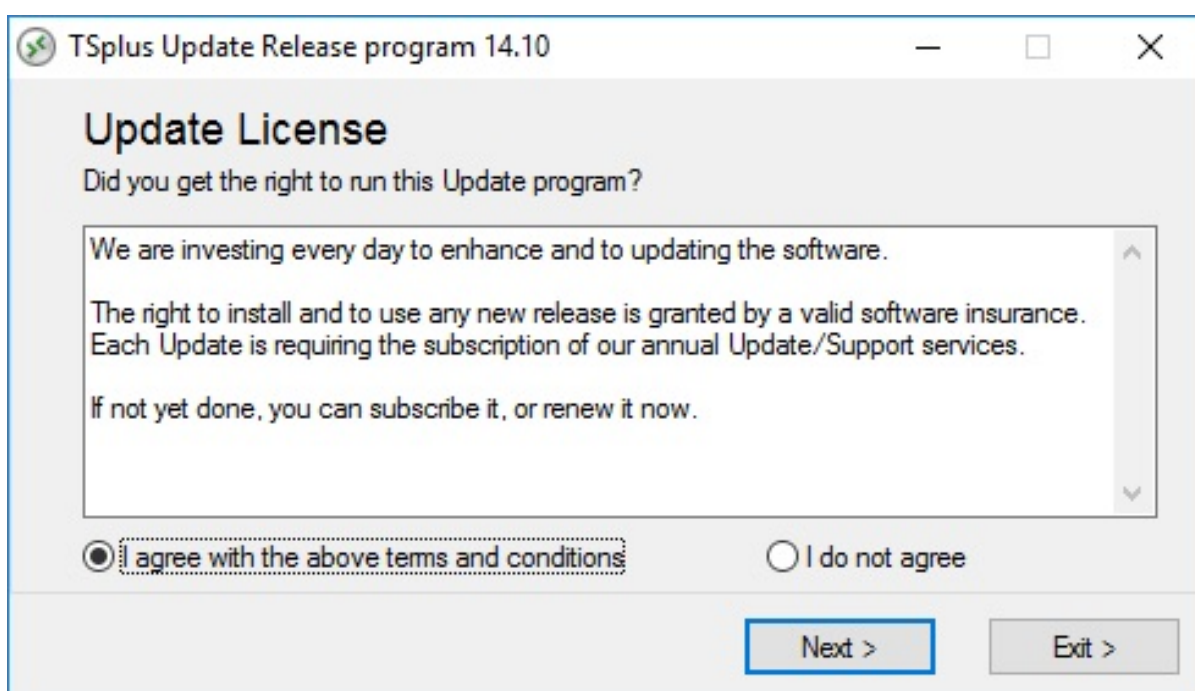 TSplus Update Release program 14.10
Update License
Did you get the right to run this Update program?
We are investing every day to enhance and to updating the software.
The right to install and to use any new release is granted by a valid software insurance.
Each Update is requiring the subscription of our annual Update/Support services.
If not yet done, you can subscribe it, or renew it now.
I agree with the above terms and conditions
I do not agree
Next >
Exit >